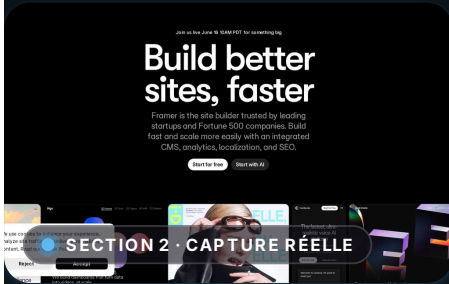 Join us live June 16 10AM PDT for something big
Build better
sites, faster
Framer is the site builder trusted by leading
startups and Fortune 500 companies. Build
fast and scale more easily with an integrated
CMS, analytics, localization, and SEO.
Start for free
Start with AI
ELLE,
SECTION 2 · CAPTURE RÉELLE
Reject
Accept